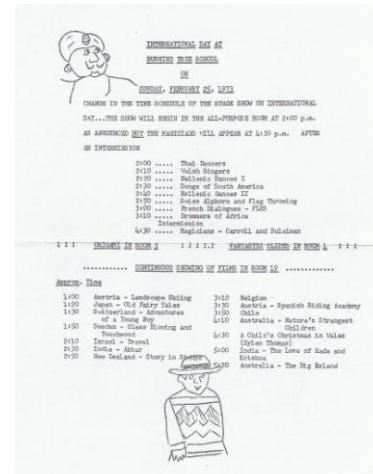 INTERNATIONAL DAY AT
BURNING TREE SCHOOL
ON
SUNDAY, FEBRUARY 25, 1973
CHANGE IN THE TIME SCHEDULE OF THE STAGE SHOW ON INTERNATIONAL
DAY...THE SHOW WILL BEGIN IN THE ALL-PURPOSE ROOM AT 2:00 p.m.
AS ANNOUNCED BUT THE MAGICIANS WILL APPEAR AT 4:30 p.m. AFTER
AN INTERMISSION
2:00 ..... Thai Dancers
2:10 ..... Welsh Singers
2:20 ..... Hellenic Dances I
2:30 ..... Songs of South America
2:40 ..... Hellenic Dances II
2:50 ..... Swiss Alphorn and Flag Throwing
3:00 ..... French Dialogues - FLES
3:10 ..... Drummers of Africa
Intermission
4:30 ..... Magicians - Carroll and Suleiman
! ! ! ORIGAMI IN ROOM 3 ! ! !.! FANTASTIC SLIDES IN ROOM 4 ! ! !
............ CONTINUOUS SHOWING OF FILMS IN ROOM 19 ............
Time
1:00 Austria - Landscape Skiing
1:20 Japan - Old Fairy Tales
1:30 Switzerland - Adventures
of a Young Boy
1:50 Sweden - Glass Blowing and
2:10 Israel - Travel
2:30 India - Akbar
2:50 New Zealand - Story in
3:10 Belgium
3:30 Austria - Spanish Riding Academy
3:50 Chile
4:10 Australia - Nature's Strangest
Children
4:30 A Child's Christmas in Wales
(Dylan Thomas)
5:00 India - The Love of Rada and
Krishna
5:20 Australia - The Big Island